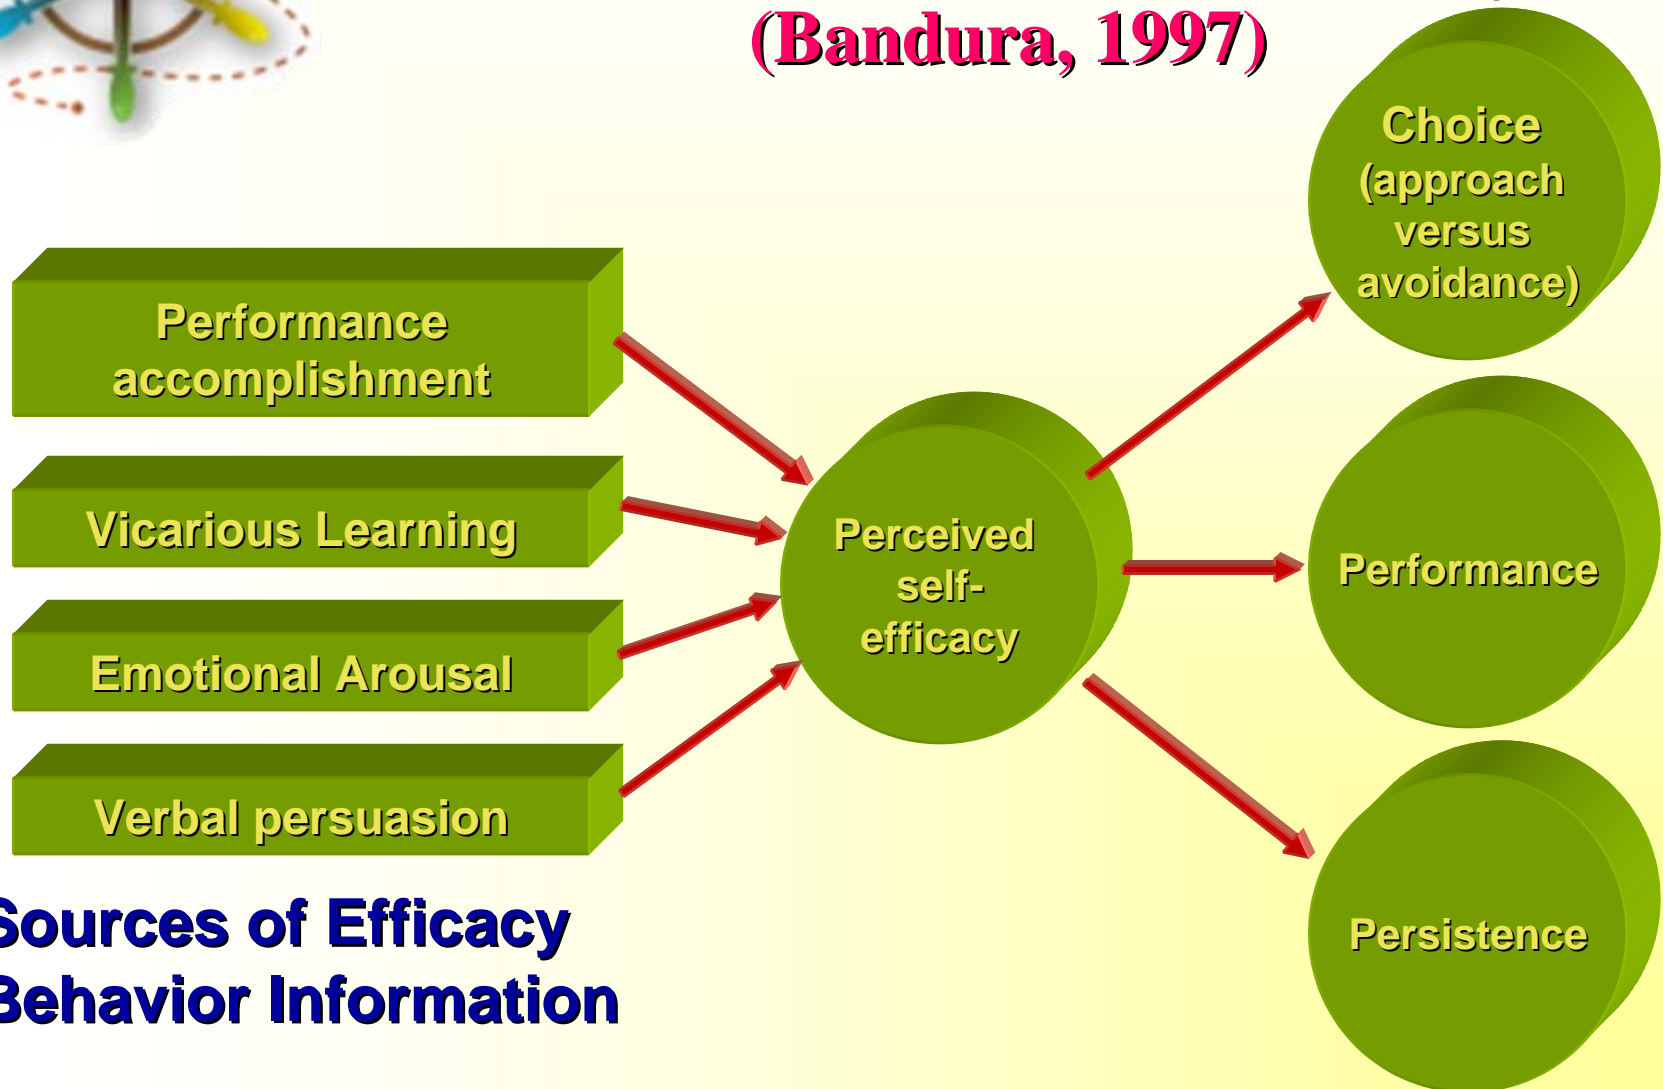 (Bandura, 1997)
Choice
(approach
versus
avoidance)
Performance
accomplishment
Vicarious Learning
Emotional Arousal
Verbal persuasion
Perceived
self-
efficacy
Performance
Persistence
Sources of Efficacy
Behavior Information